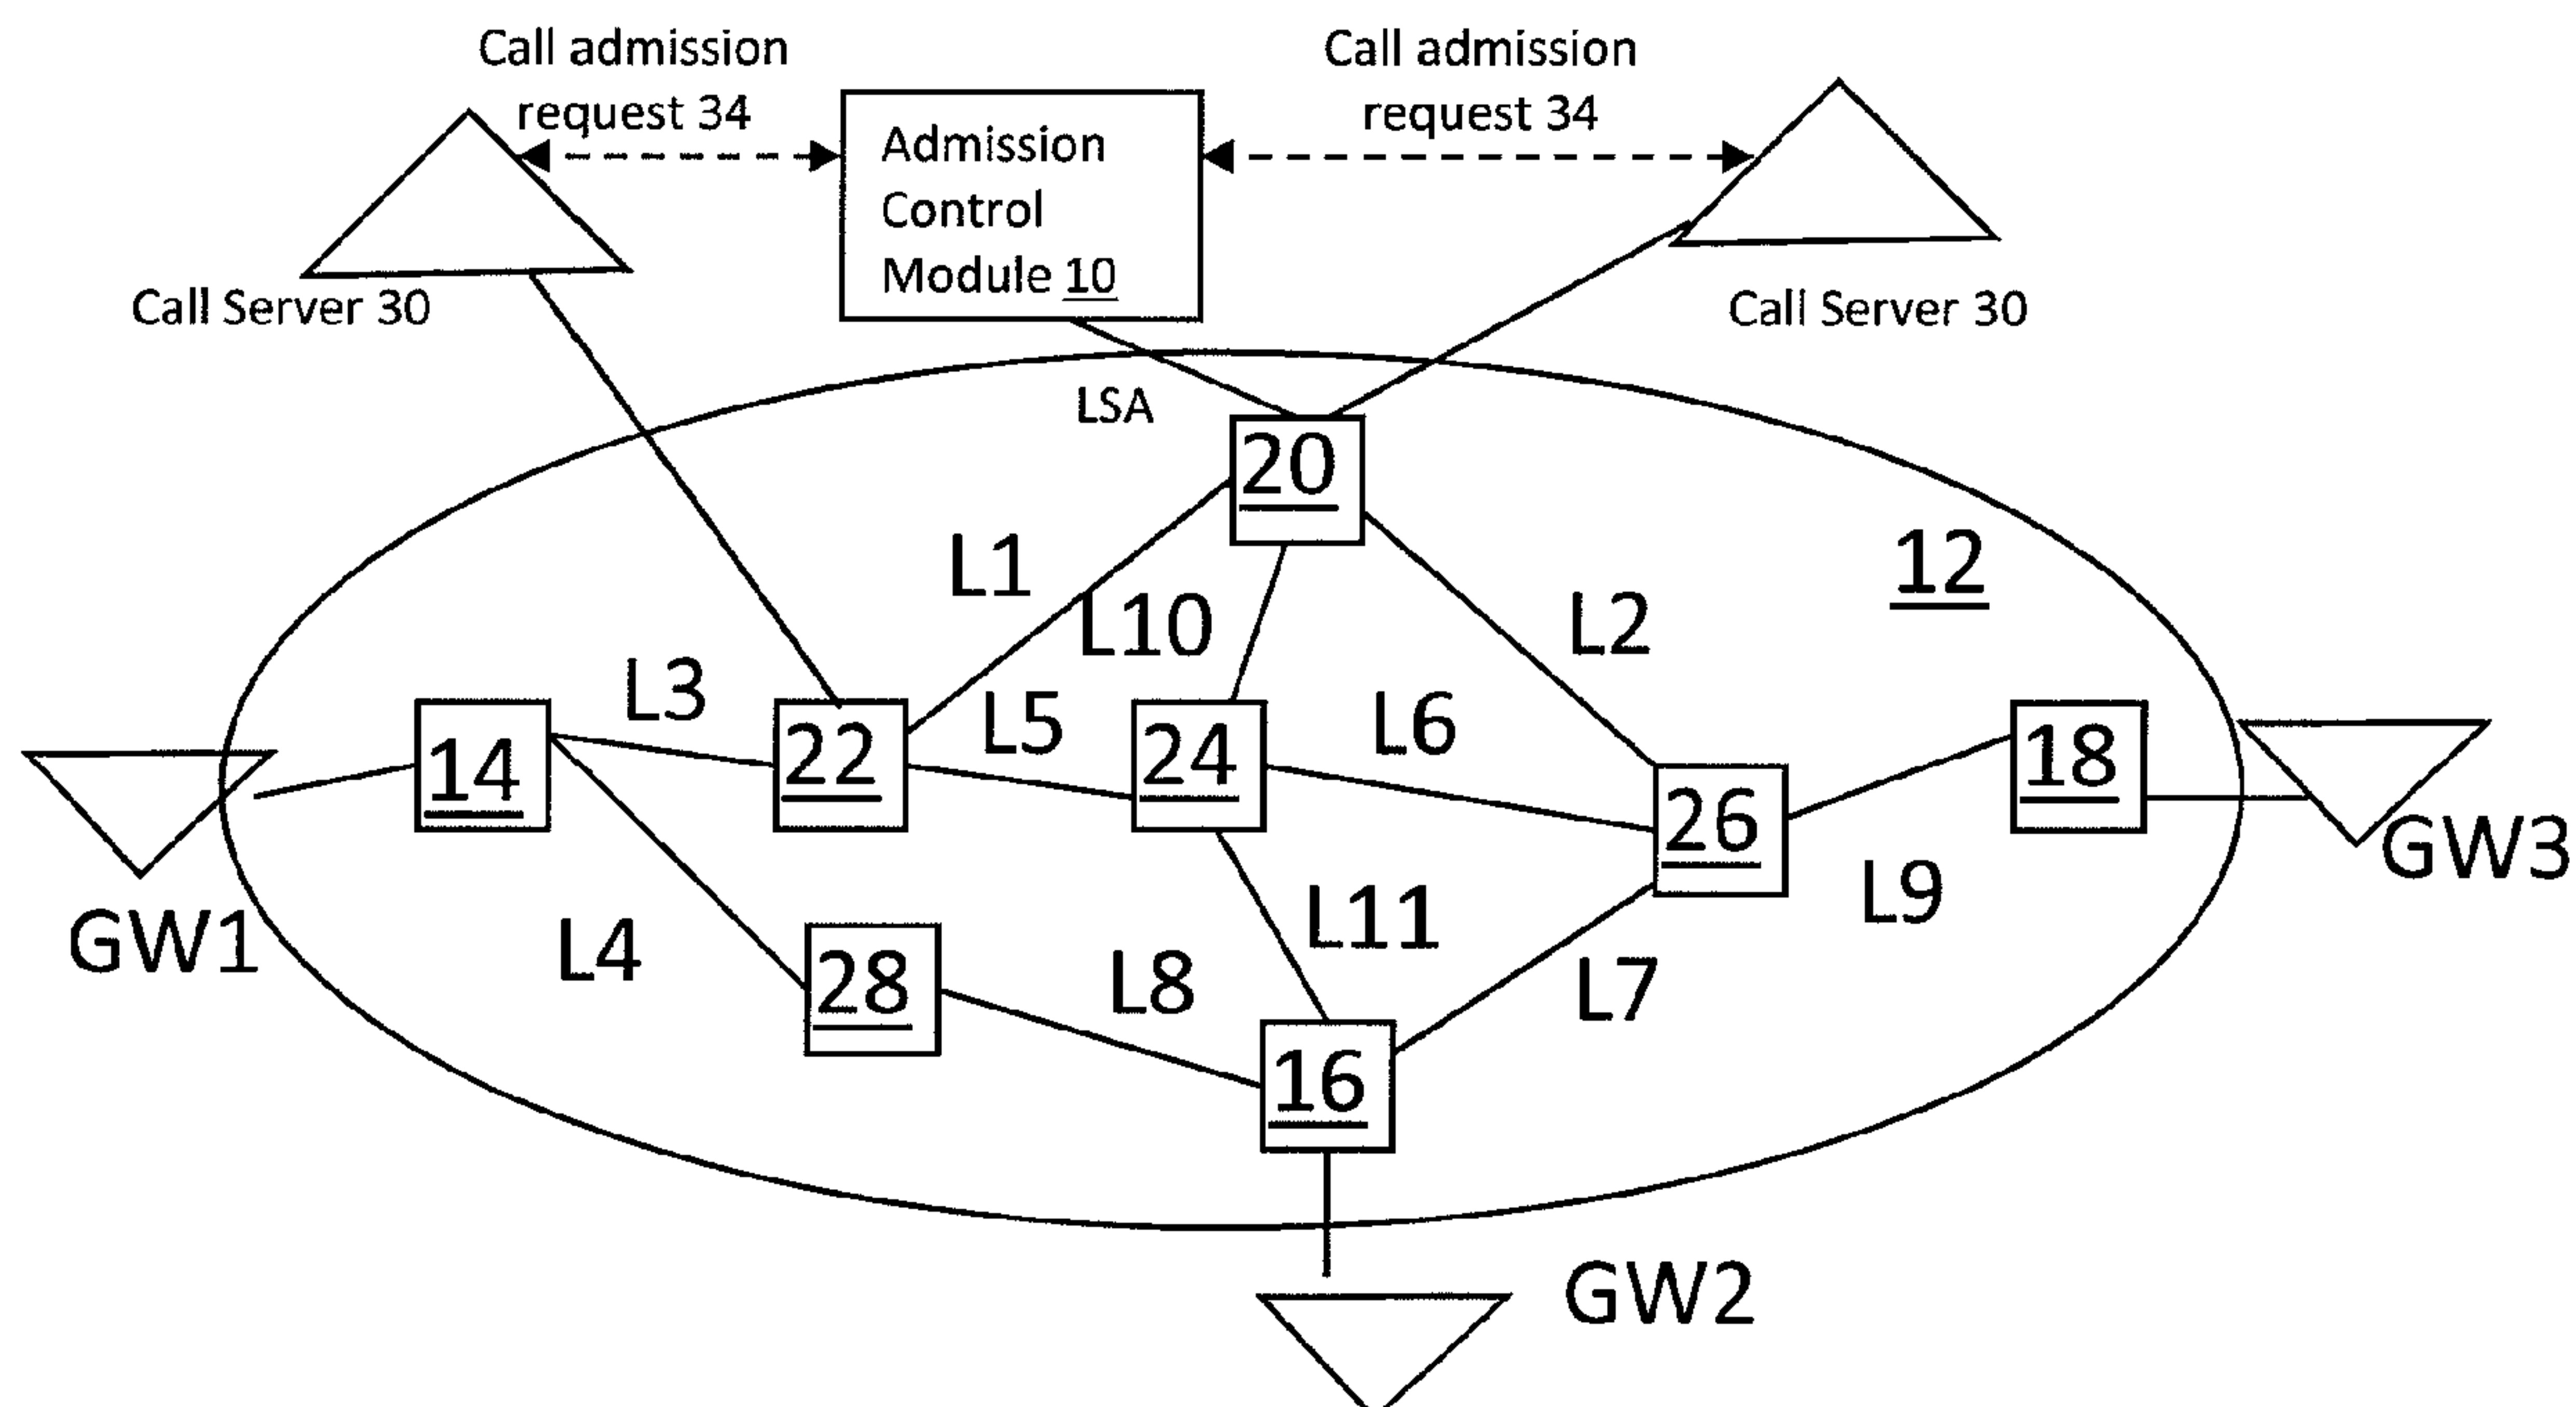 Call admission
request 34
Call admission
request 34
Admission
Control
Module 10
Call Server 30
Call Server 30
LSA
20
12
L1
L10
L2
L3
L5
L6
14
22
24
26
18
GW1
GW3
L4
L11
L9
28
L8
L7
16
GW2